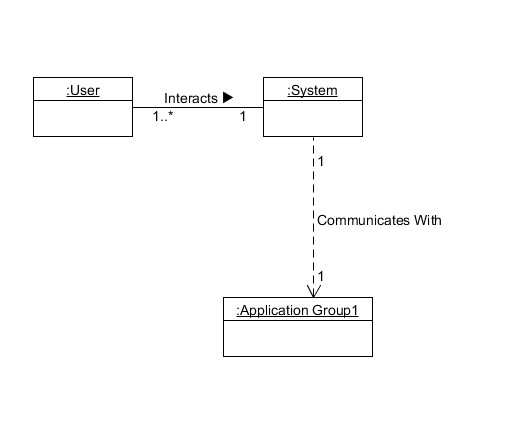 :User
Interacts ▶
:System
1..*
1
1
Communicates With
1
:Application Group1